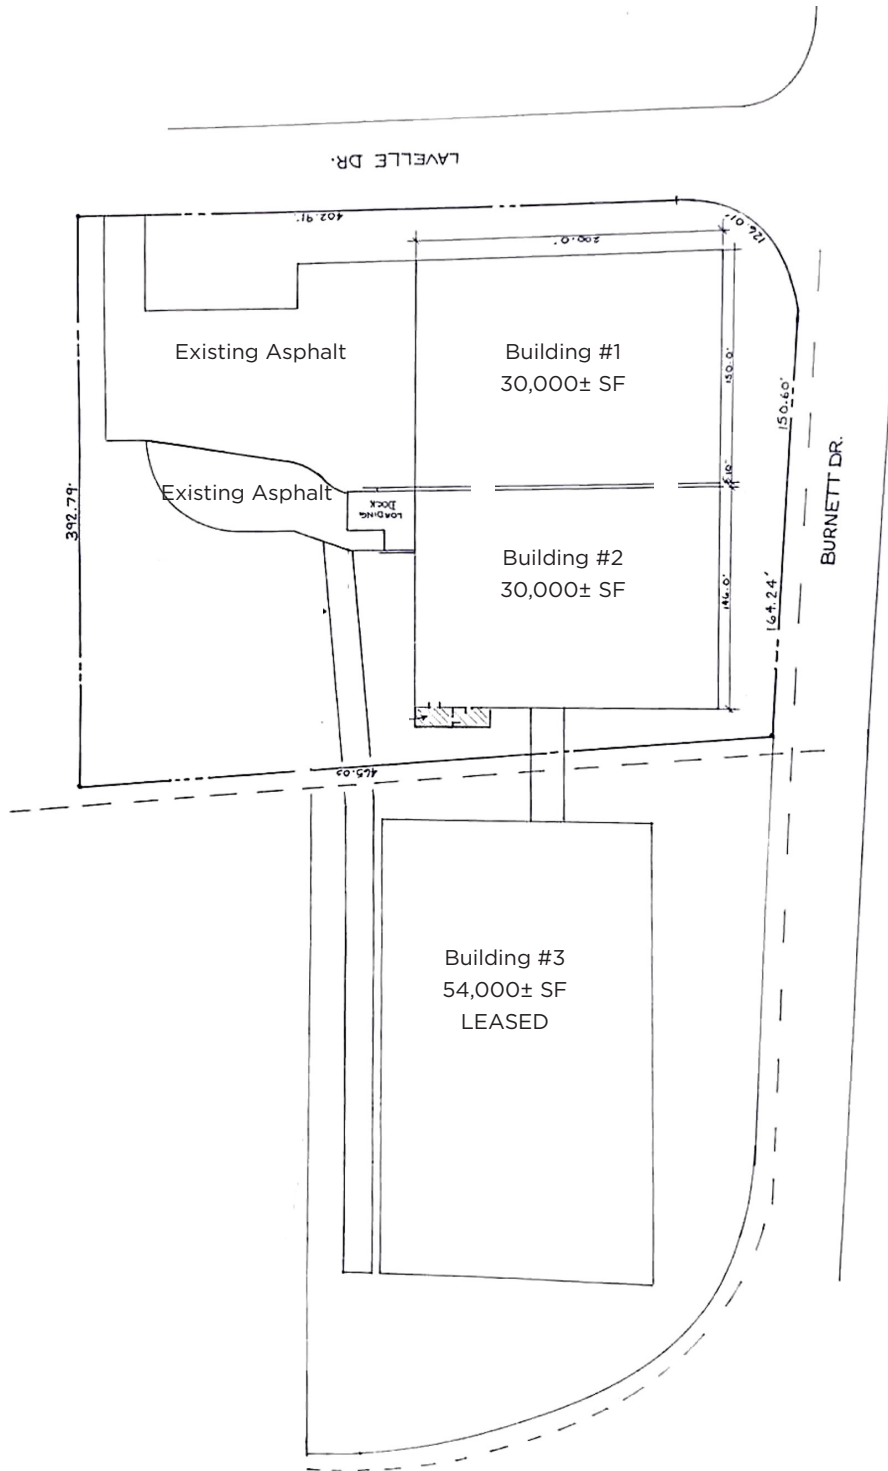 LAVELLE DR.
402.91'
126.01'
200.0'
Existing Asphalt
Building #1
30,000± SF
150.0'
150.60'
BURNETT DR.
392.79'
Existing Asphalt
LOADING
DOCK
Building #2
30,000± SF
146.0'
164.24'
465.03
Building #3
54,000± SF
LEASED